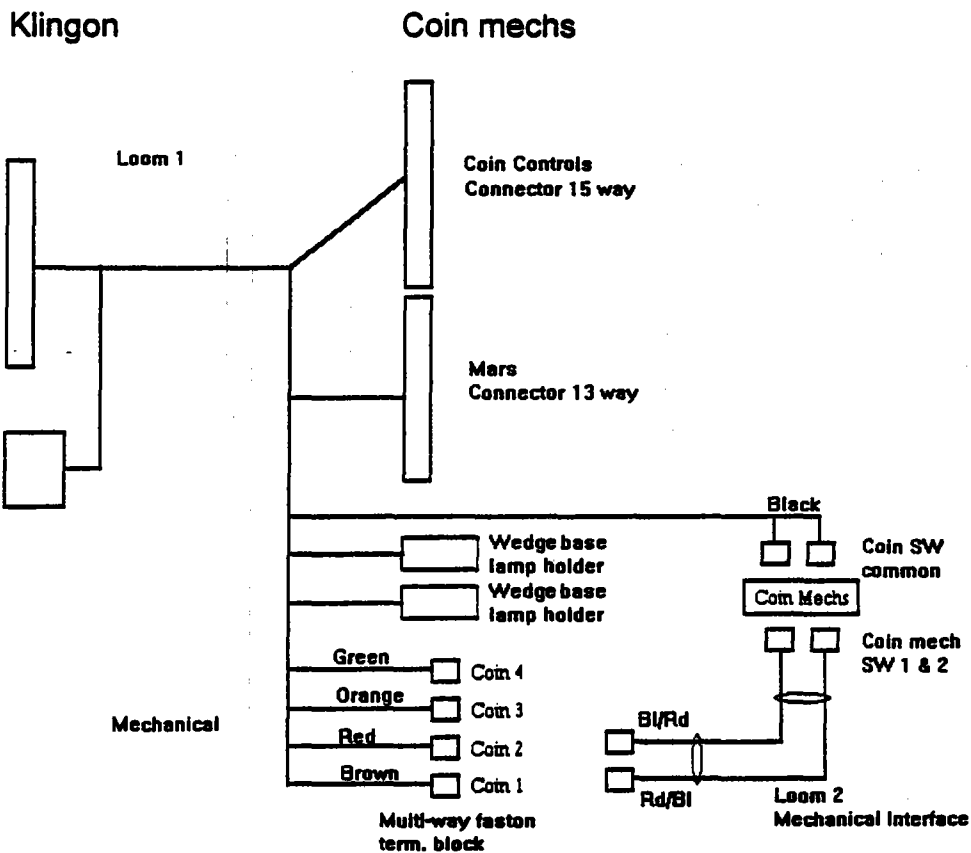 Klingon
Coin mechs
Loom 1
Coin Controls
Connector 15 way
Mars
Connector 13 way
Black
Wedge base
lamp holder
Coin SW
common
Wedge base
lamp holder
Coin Mechs
Coin mech
SW 1 & 2
Green
Coin 4
Orange
Coin 3
Mechanical
Bl/Rd
Red
Coin 2
Brown
Coin 1
Rd/Bl
Loom 2
Mechanical Interface
Multi-way faston
term. block